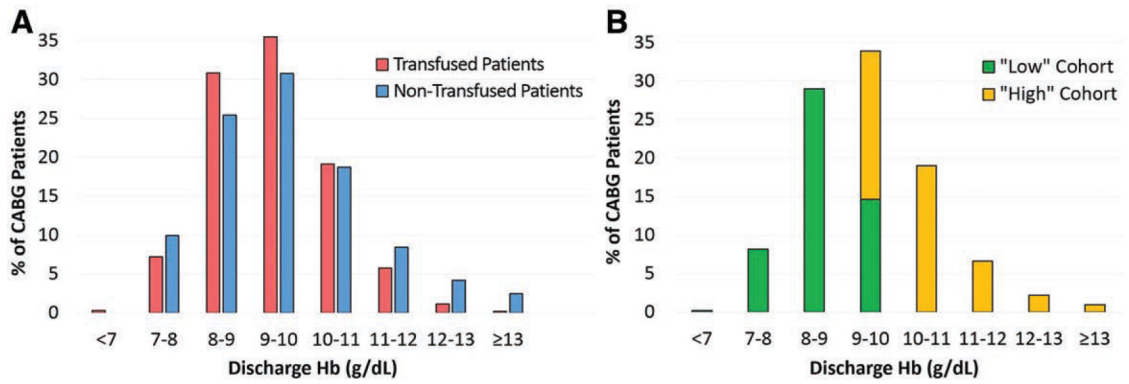 A
35
30
25
20
15
10
5
0
% of CABG Patients
Transfused Patients
Non-Transfused Patients
<7 7-8 8-9 9-10 10-11 11-12 12-13 ≥13
Discharge Hb (g/dL)
B
35
30
25
20
15
10
5
0
% of CABG Patients
"Low" Cohort
"High" Cohort
<7 7-8 8-9 9-10 10-11 11-12 12-13 ≥13
Discharge Hb (g/dL)